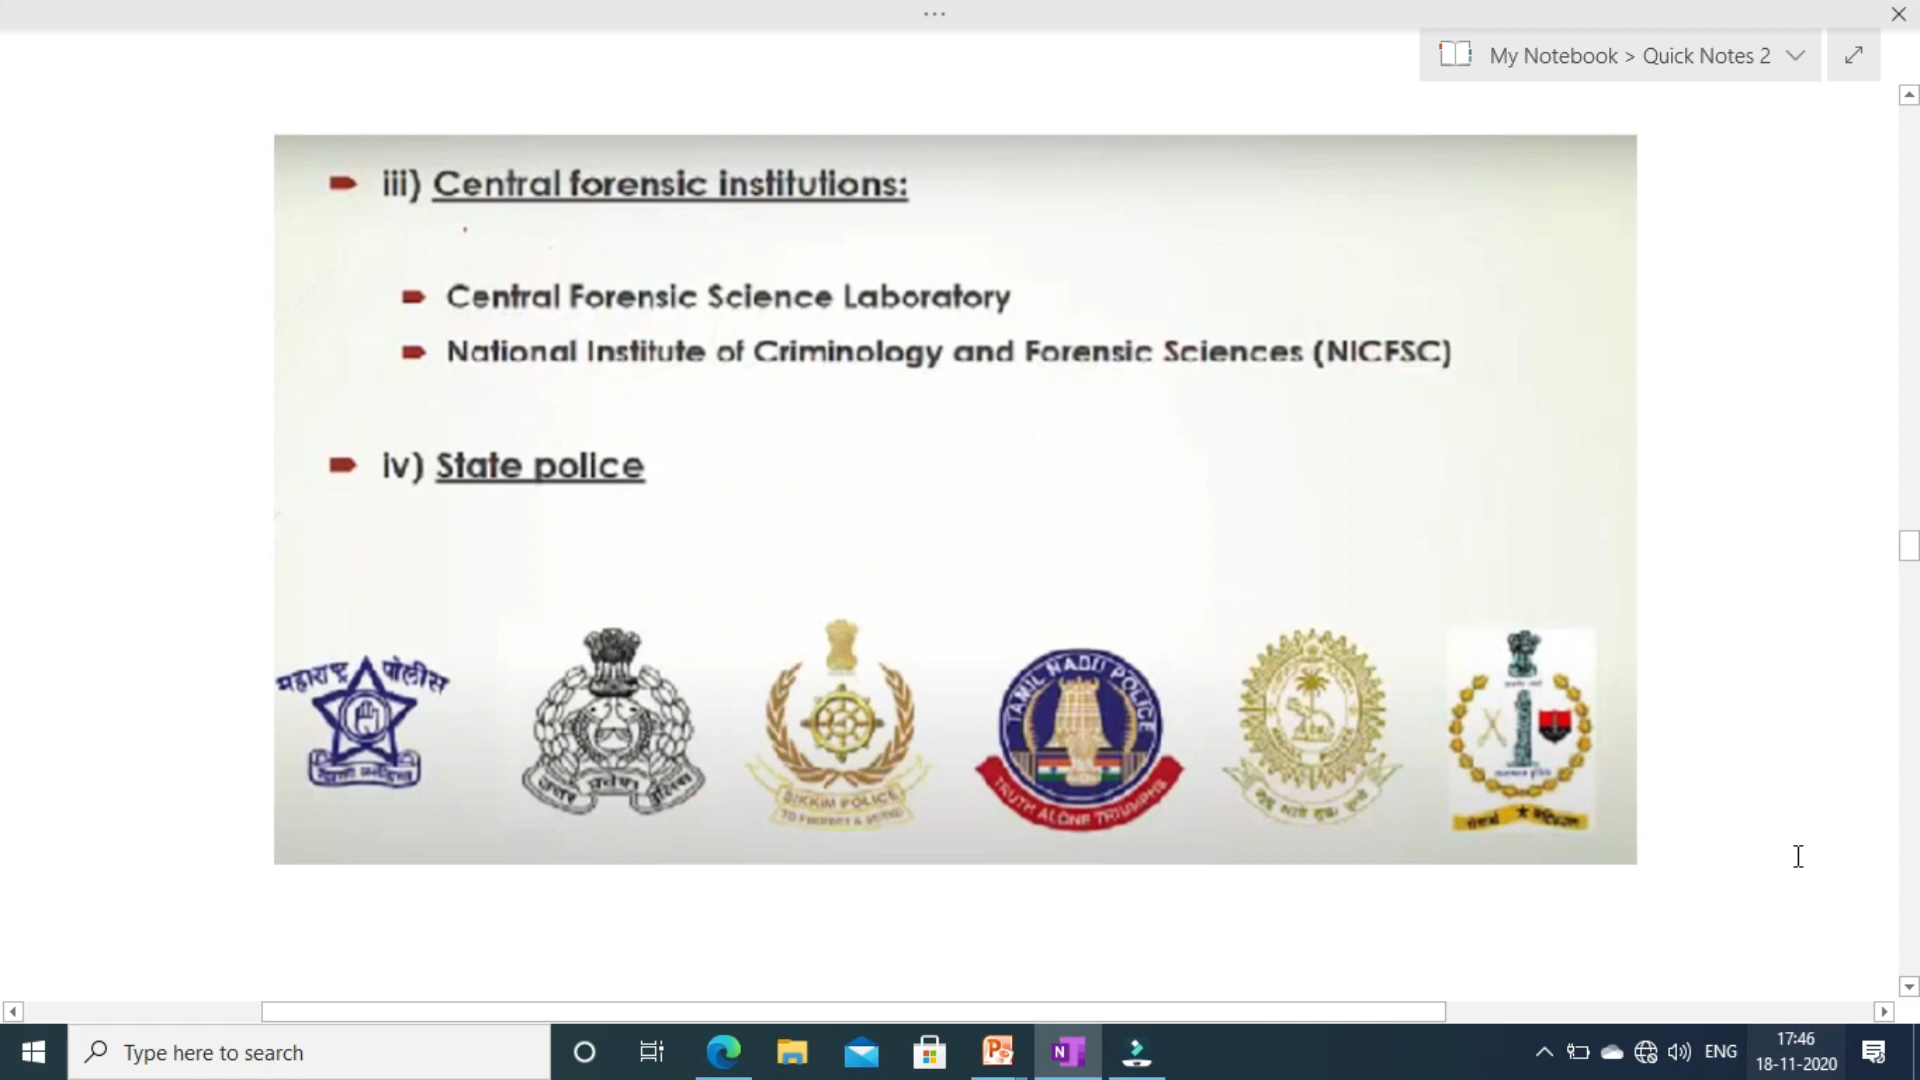 ...
My Notebook > Quick Notes 2
iii) Central forensic institutions:
Central Forensic Science Laboratory
National Institute of Criminology and Forensic Sciences (NICFSC)
iv) State police
महाराष्ट्र पोलीस
उत्तर पुलिस
SIKKIM POLICE
TAMIL NADU POLICE
TRUTH ALONE TRIUMPHS
Type here to search
ENG
17:46
18-11-2020